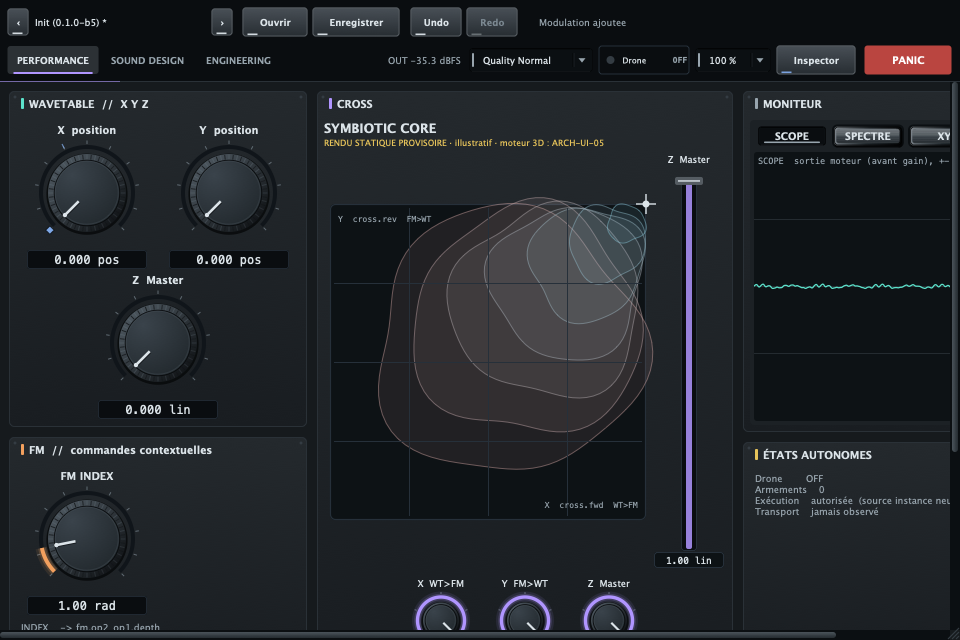 ‹ Init (0.1.0-b5) * › Ouvrir Enregistrer Undo Redo Modulation ajoutee
PERFORMANCE SOUND DESIGN ENGINEERING OUT -35.3 dBFS Quality Normal Drone OFF 100 % Inspector PANIC
WAVETABLE // X Y Z
X position Y position
0.000 pos 0.000 pos
Z Master
0.000 lin
FM // commandes contextuelles
FM INDEX
1.00 rad
INDEX -> fm.op2_op1.depth
CROSS
SYMBIOTIC CORE
RENDU STATIQUE PROVISOIRE · illustratif · moteur 3D : ARCH-UI-05
Z Master
Y cross.rev FM>WT
X cross.fwd WT>FM
1.00 lin
X WT>FM Y FM>WT Z Master
MONITEUR
SCOPE SPECTRE XY
SCOPE sortie moteur (avant gain), +—
ÉTATS AUTONOMES
Drone OFF
Armements 0
Exécution autorisée (source instance neu
Transport jamais observé